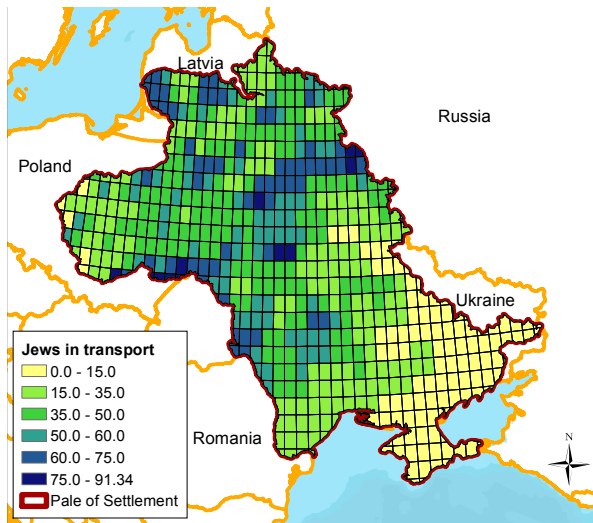 Latvia
Russia
Poland
Ukraine
Jews in transport
0.0 - 15.0
15.0 - 35.0
35.0 - 50.0
50.0 - 60.0
60.0 - 75.0
75.0 - 91.34
Pale of Settlement
Romania
N